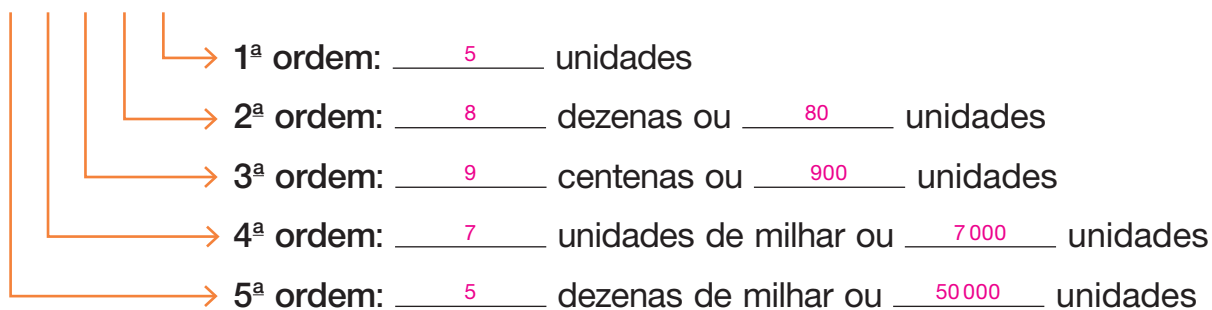 1ª ordem: 5 unidades
2ª ordem: 8 dezenas ou 80 unidades
3ª ordem: 9 centenas ou 900 unidades
4ª ordem: 7 unidades de milhar ou 7 000 unidades
5ª ordem: 5 dezenas de milhar ou 50 000 unidades